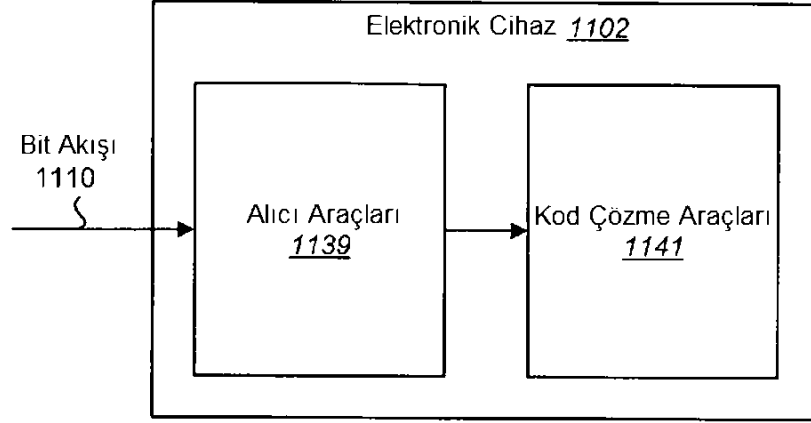 Elektronik Cihaz 1102
Bit Akışı
1110
Alıcı Araçları
1139
Kod Çözme Araçları
1141